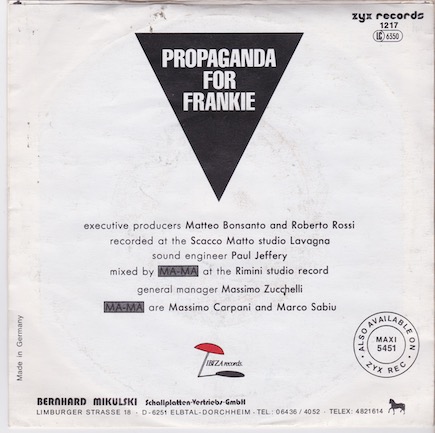 zyx records
1217
LC 6350
PROPAGANDA
FOR
FRANKIE
executive producers Matteo Bonsanto and Roberto Rossi
recorded at the Scacco Matto studio Lavagna
sound engineer Paul Jeffery
mixed by MA-MA at the Rimini studio record
general manager Massimo Zucchelli
MA-MA are Massimo Carpani and Marco Sabiu
IBIZA records
• ALSO AVAILABLE ON • ZYX REC.
MAXI
5451
Made in Germany
BERNHARD MIKULSKI Schallplatten-Vertriebs-GmbH
LIMBURGER STRASSE 18 - D-6251 ELBTAL-DORCHHEIM - TEL: 06436 / 4052 - TELEX: 4821614